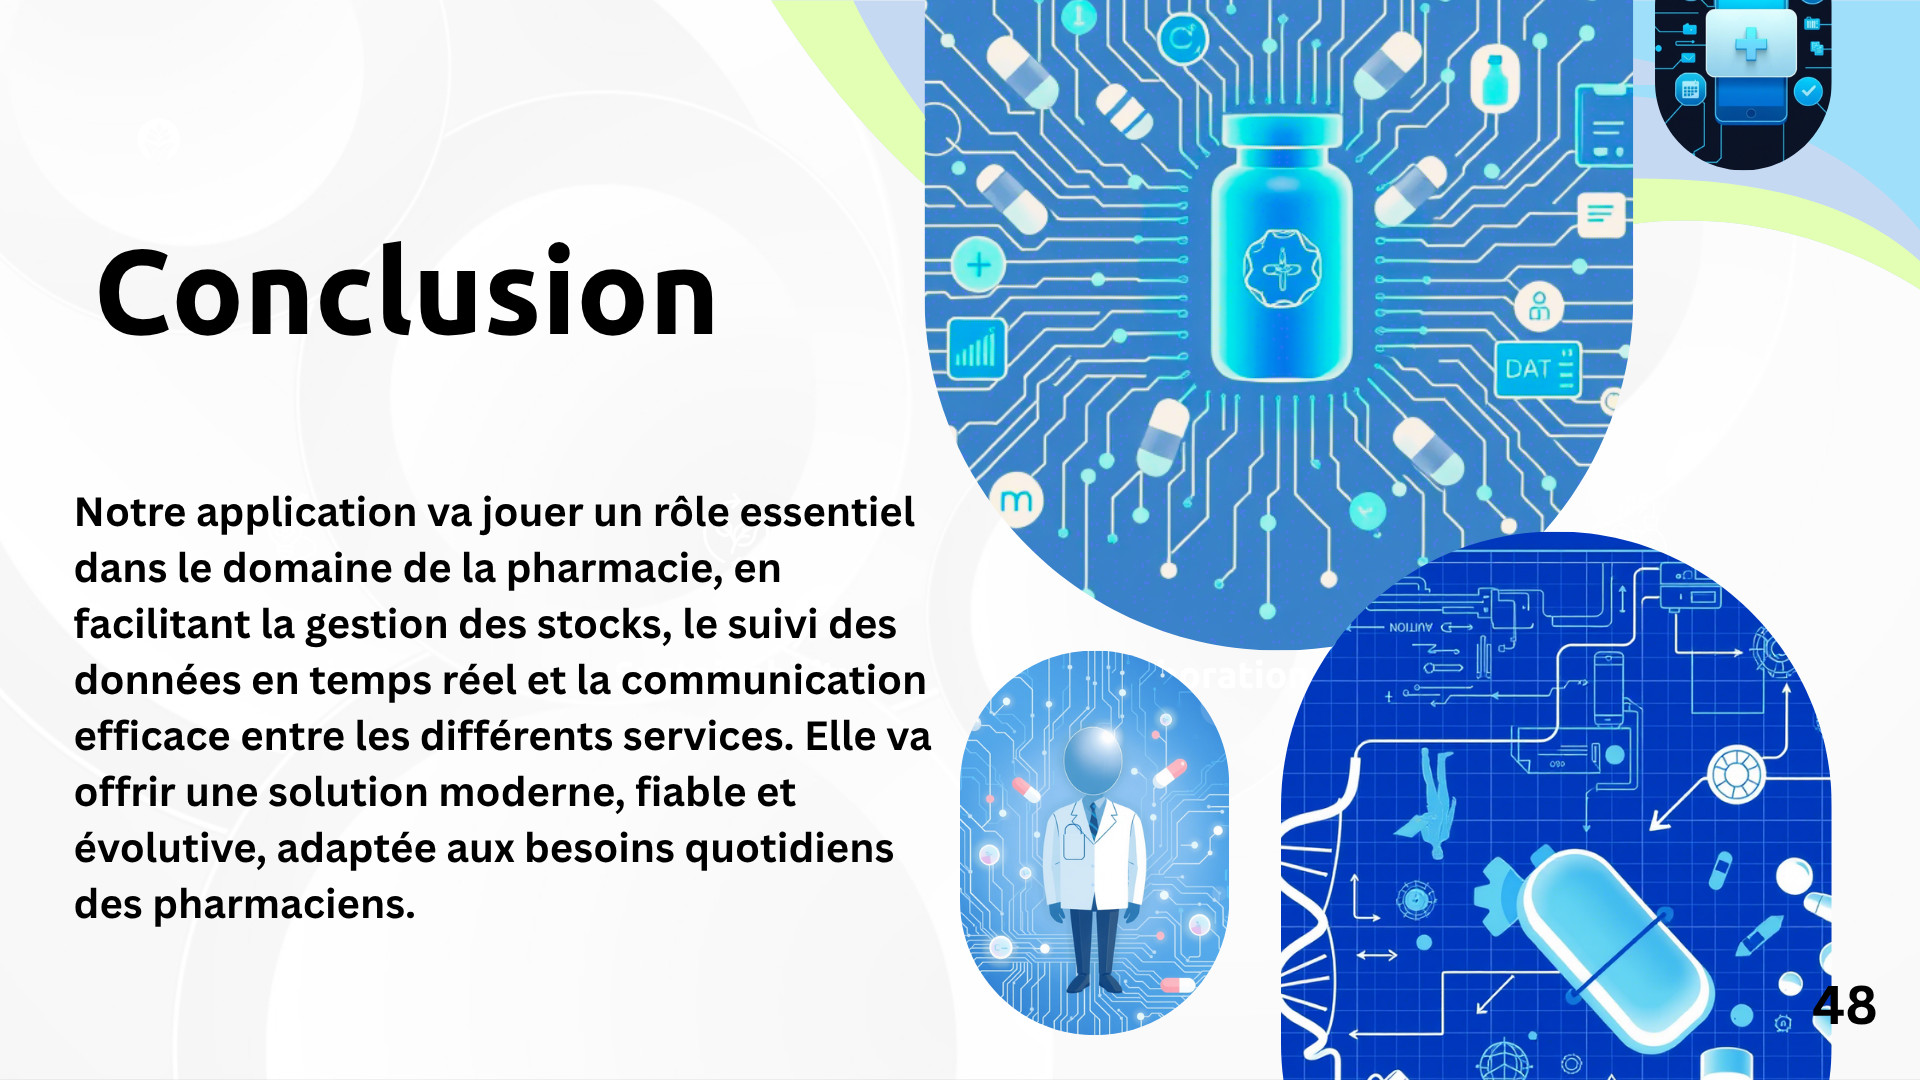 Conclusion
Notre application va jouer un rôle essentiel
dans le domaine de la pharmacie, en
facilitant la gestion des stocks, le suivi des
données en temps réel et la communication
efficace entre les différents services. Elle va
offrir une solution moderne, fiable et
évolutive, adaptée aux besoins quotidiens
des pharmaciens.
DAT
m
48